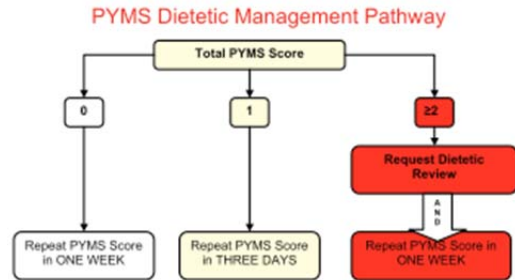 PYMS Dietetic Management Pathway
Total PYMS Score
0
1
≥2
Request Dietetic
Review
A
N
D
Repeat PYMS Score
in ONE WEEK
Repeat PYMS Score
in THREE DAYS
Repeat PYMS Score in
ONE WEEK